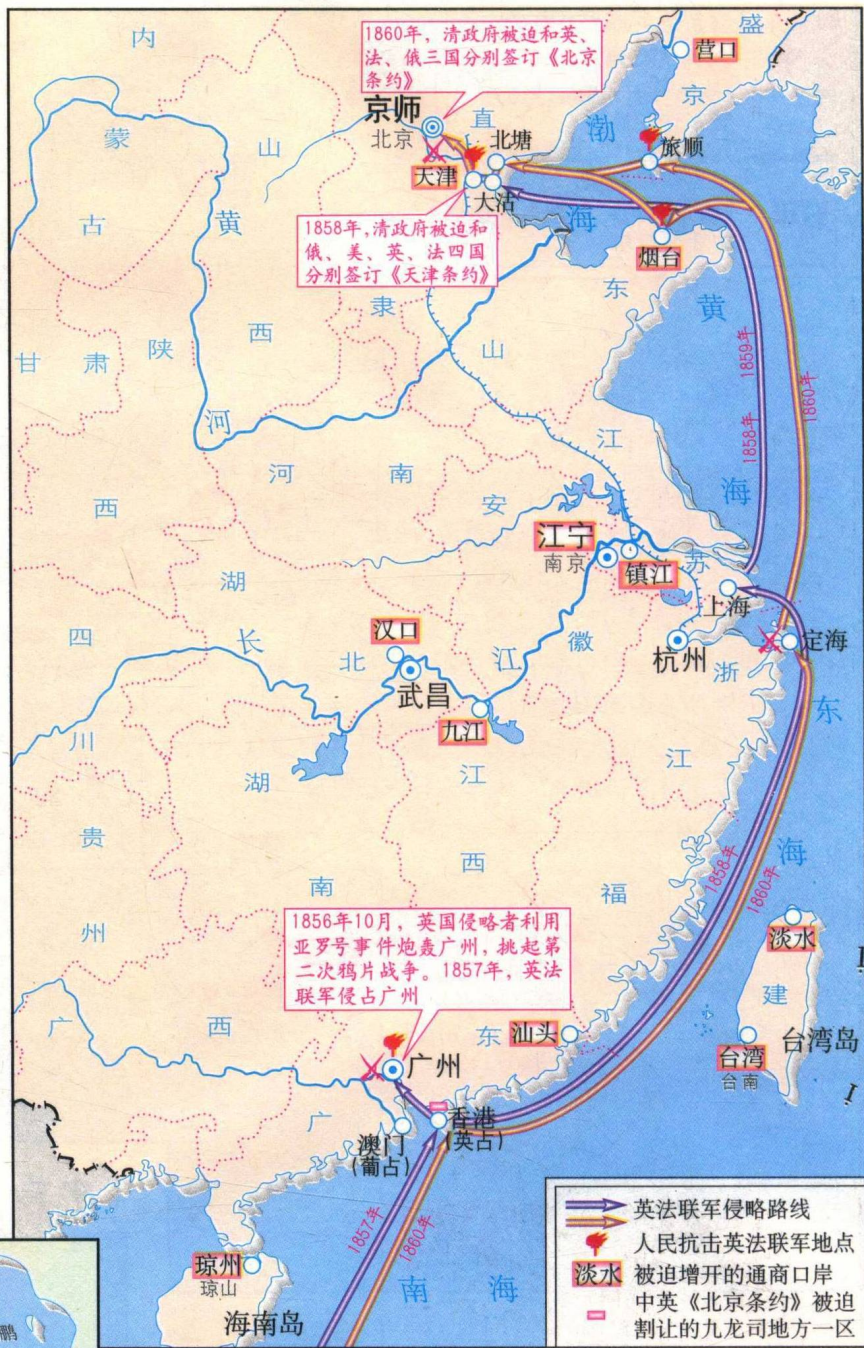 1860年，清政府被迫和英、
法、俄三国分别签订《北京
条约》
内
蒙
古
山
西
黄
河
直
隶
盛
京
营口
京师
北京
天津
北塘
大沽
渤
海
旅顺
烟台
1858年，清政府被迫和
俄、美、英、法四国
分别签订《天津条约》
山
东
黄
海
1859年
1858年
1860年
甘
肃
陕
西
河
南
安
徽
江
苏
江宁
南京
镇江
上海
定海
杭州
浙
江
湖
北
汉口
武昌
九江
长
江
四
川
东
海
湖
南
江
西
贵
州
福
建
1858年
1860年
1856年10月，英国侵略者利用
亚罗号事件炮轰广州，挑起第
二次鸦片战争。1857年，英法
联军侵占广州
淡水
台湾
台南
台湾岛
广
西
广
东
汕头
广州
香港
(英占)
澳门
(葡占)
1857年
1860年
琼州
琼山
海南岛
南
海
英法联军侵略路线
人民抗击英法联军地点
淡水
被迫增开的通商口岸
中英《北京条约》被迫
割让的九龙司地方一区
鹏